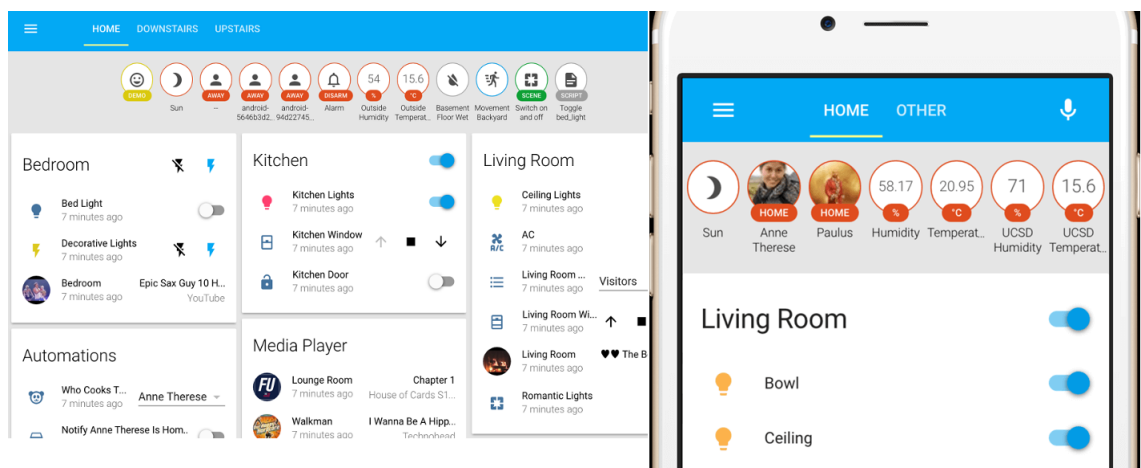 HOME DOWNSTAIRS UPSTAIRS
DEMO
AWAY
AWAY
AWAY
DISARM
54
%
15.6
°C
SCENE
SCRIPT
Sun
--
android-
5646b3d2..
android-
94d22745...
Alarm
Outside
Humidity
Outside
Temperat...
Basement
Floor Wet
Movement
Backyard
Switch on
and off
Toggle
bed_light
Bedroom
Bed Light
7 minutes ago
Decorative Lights
7 minutes ago
Bedroom Epic Sax Guy 10 H...
7 minutes ago YouTube
Automations
Who Cooks T...
7 minutes ago
Anne Therese
Notify Anne Therese Is Hom..
Kitchen
Kitchen Lights
7 minutes ago
Kitchen Window
7 minutes ago
Kitchen Door
7 minutes ago
Media Player
FU
Lounge Room Chapter 1
7 minutes ago House of Cards S1...
Walkman I Wanna Be A Hipp...
7 minutes ago Technohead
Living Room
Ceiling Lights
7 minutes ago
A/C
AC
7 minutes ago
Living Room ...
7 minutes ago
Visitors
Living Room Wi...
7 minutes ago
Living Room ♥♥ The B
7 minutes ago
Romantic Lights
7 minutes ago
HOME OTHER
HOME
HOME
58.17
%
20.95
°C
71
%
15.6
°C
Sun
Anne
Therese
Paulus
Humidity
Temperat...
UCSD
Humidity
UCSD
Temperat...
Living Room
Bowl
Ceiling